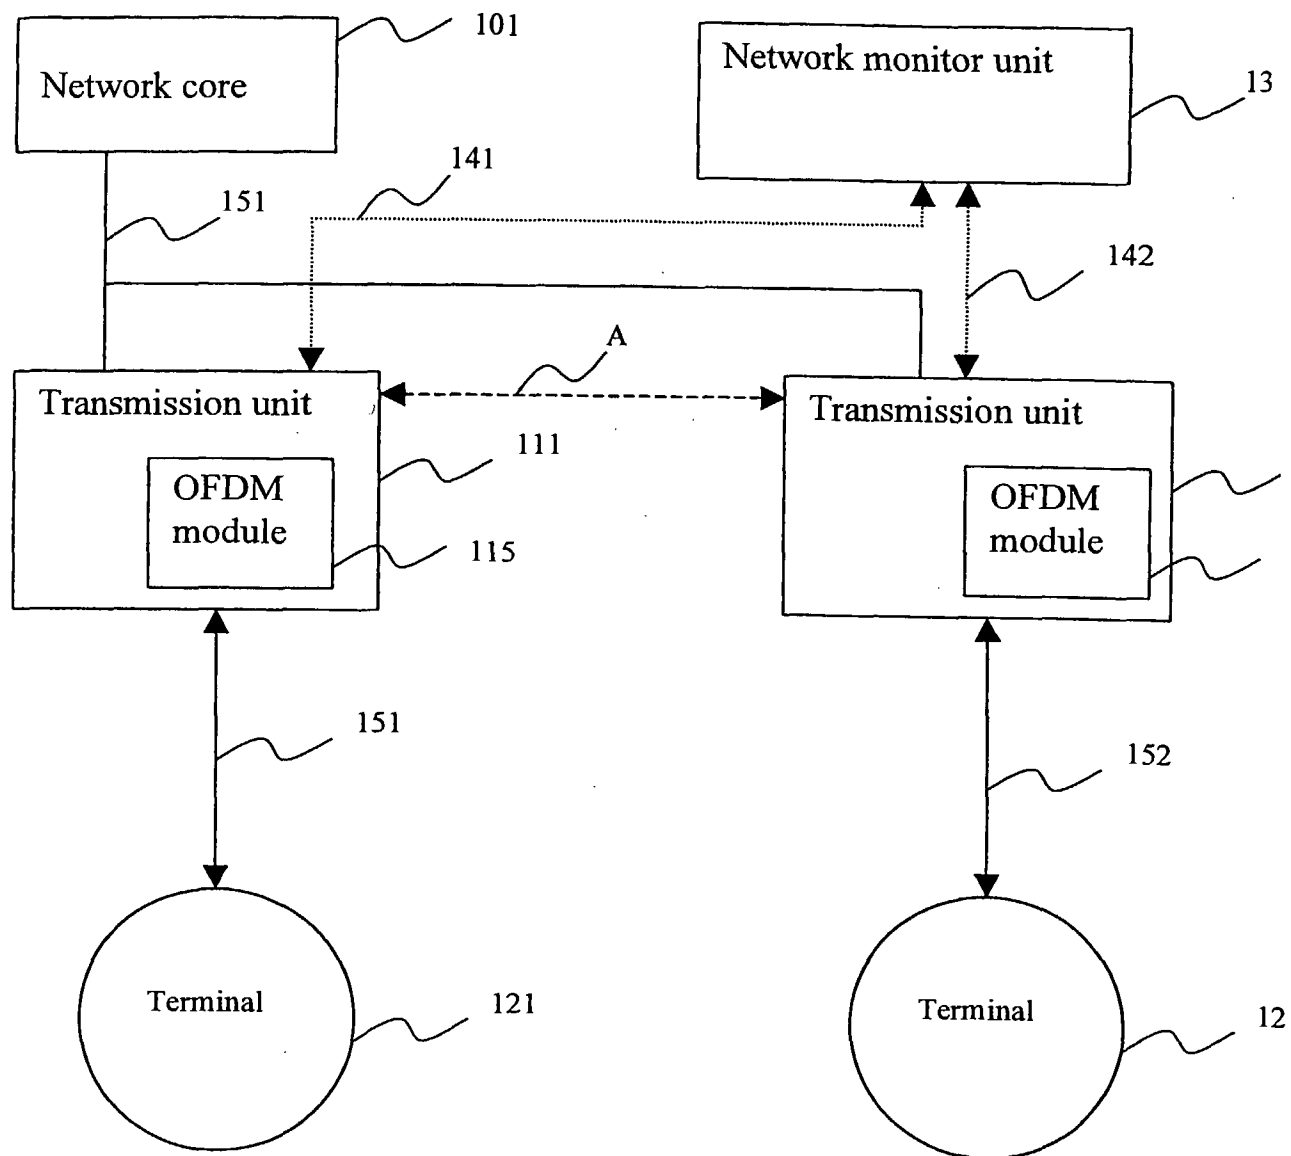 101
Network core
Network monitor unit
13
141
151
142
A
Transmission unit
111
OFDM
module
115
Transmission unit
OFDM
module
151
152
Terminal
121
Terminal
12